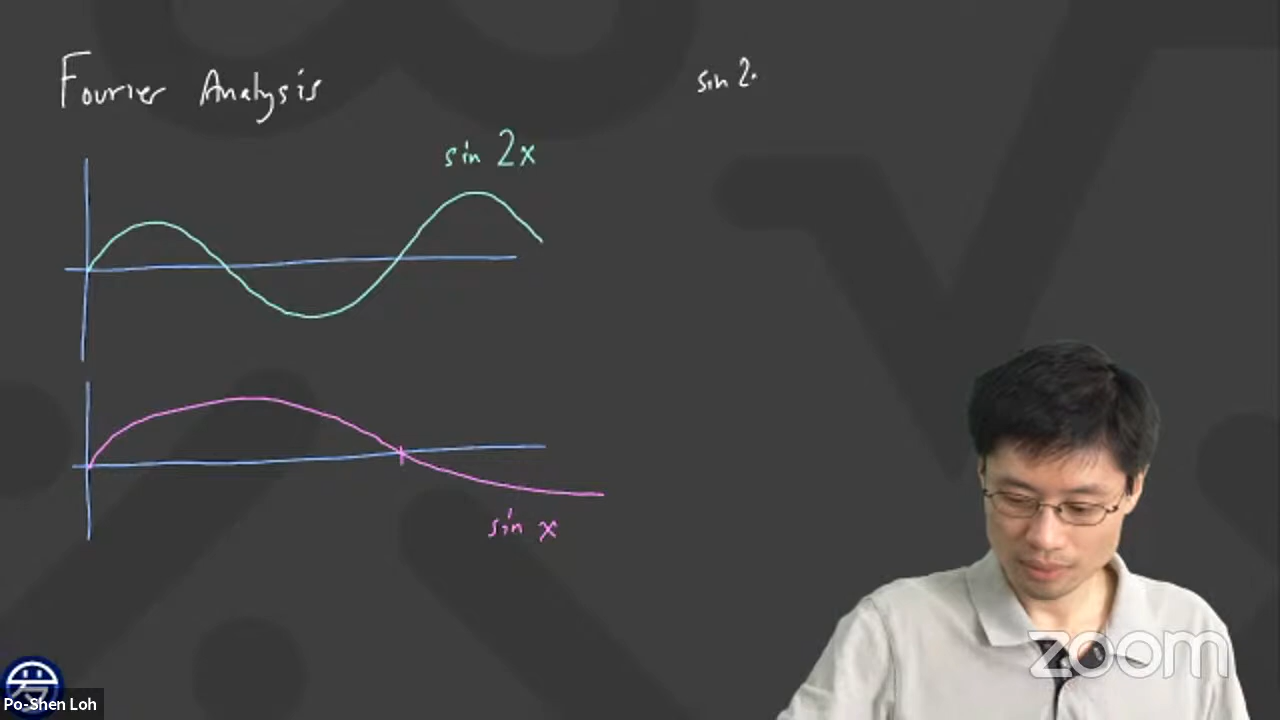 Fourier Analysis
sin 2
sin 2x
sin x
zoom
Po-Shen Loh